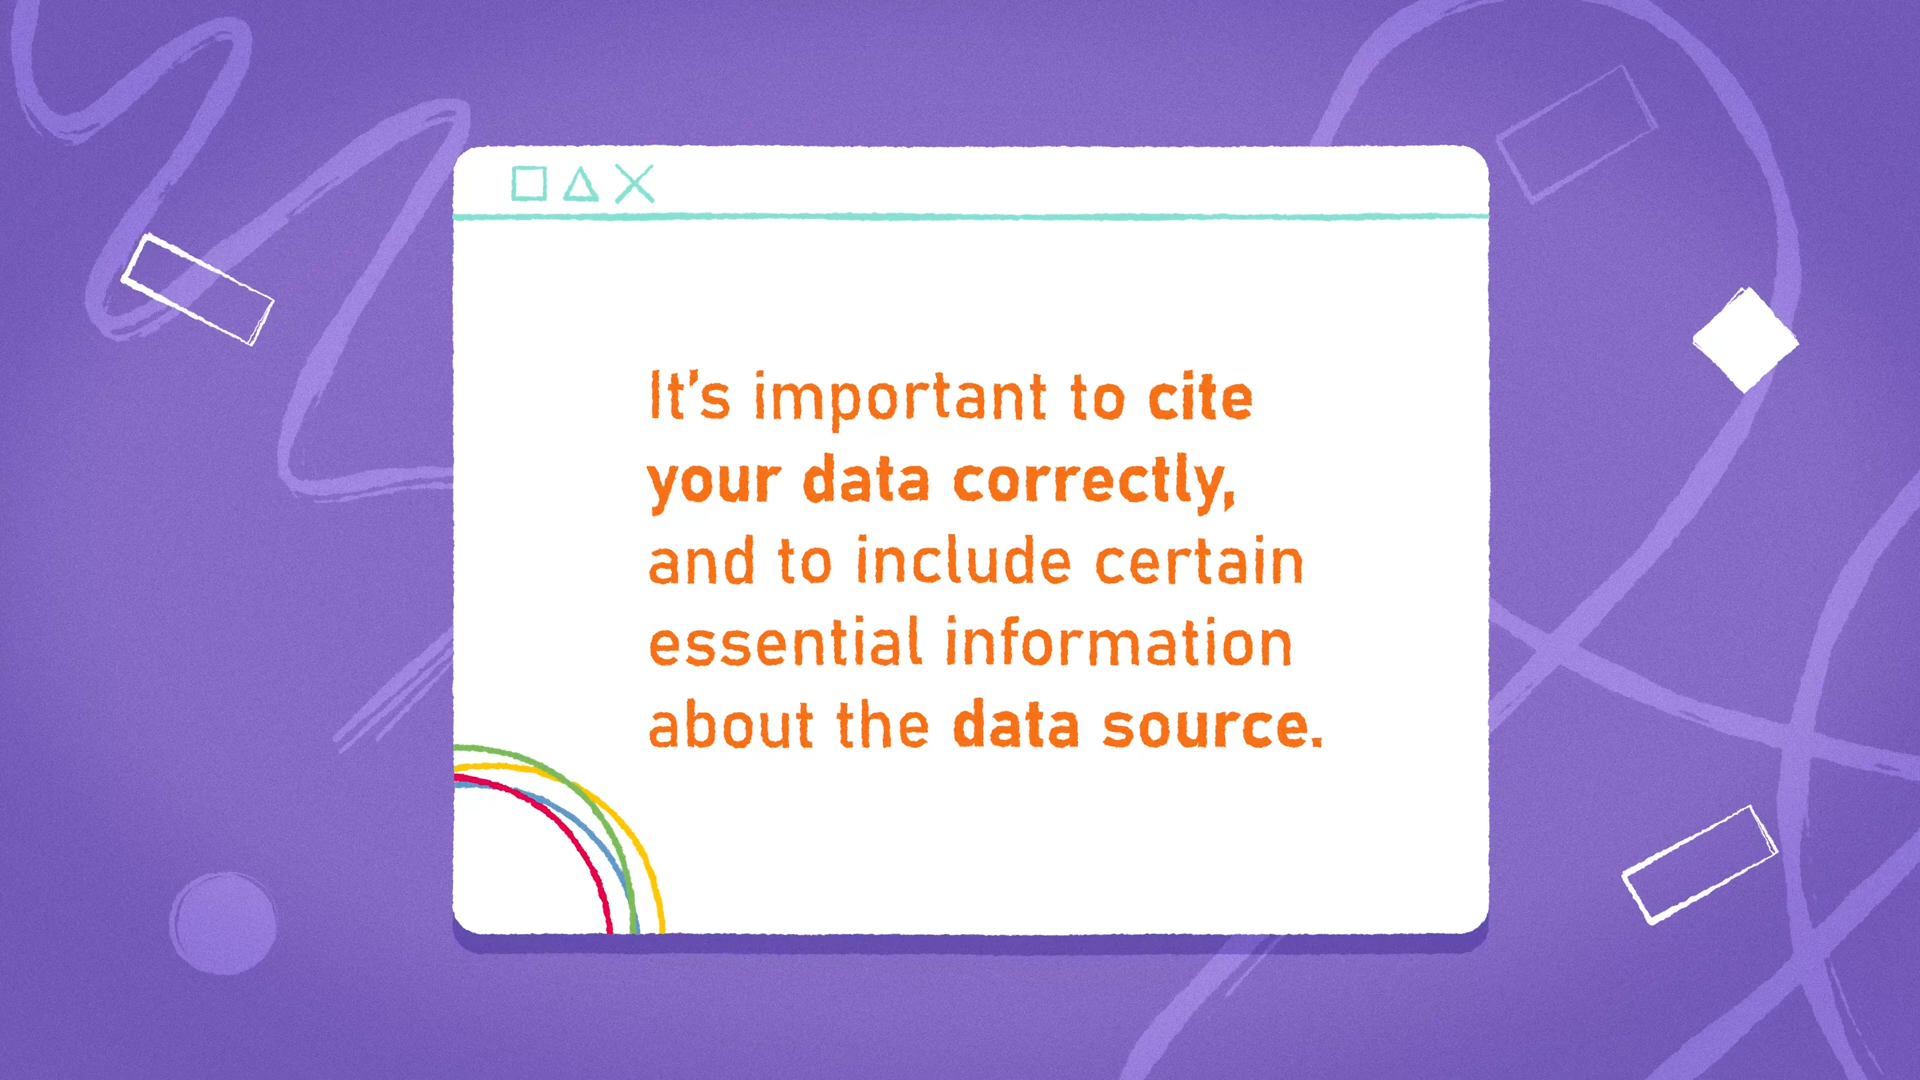 It's important to cite
your data correctly,
and to include certain
essential information
about the data source.